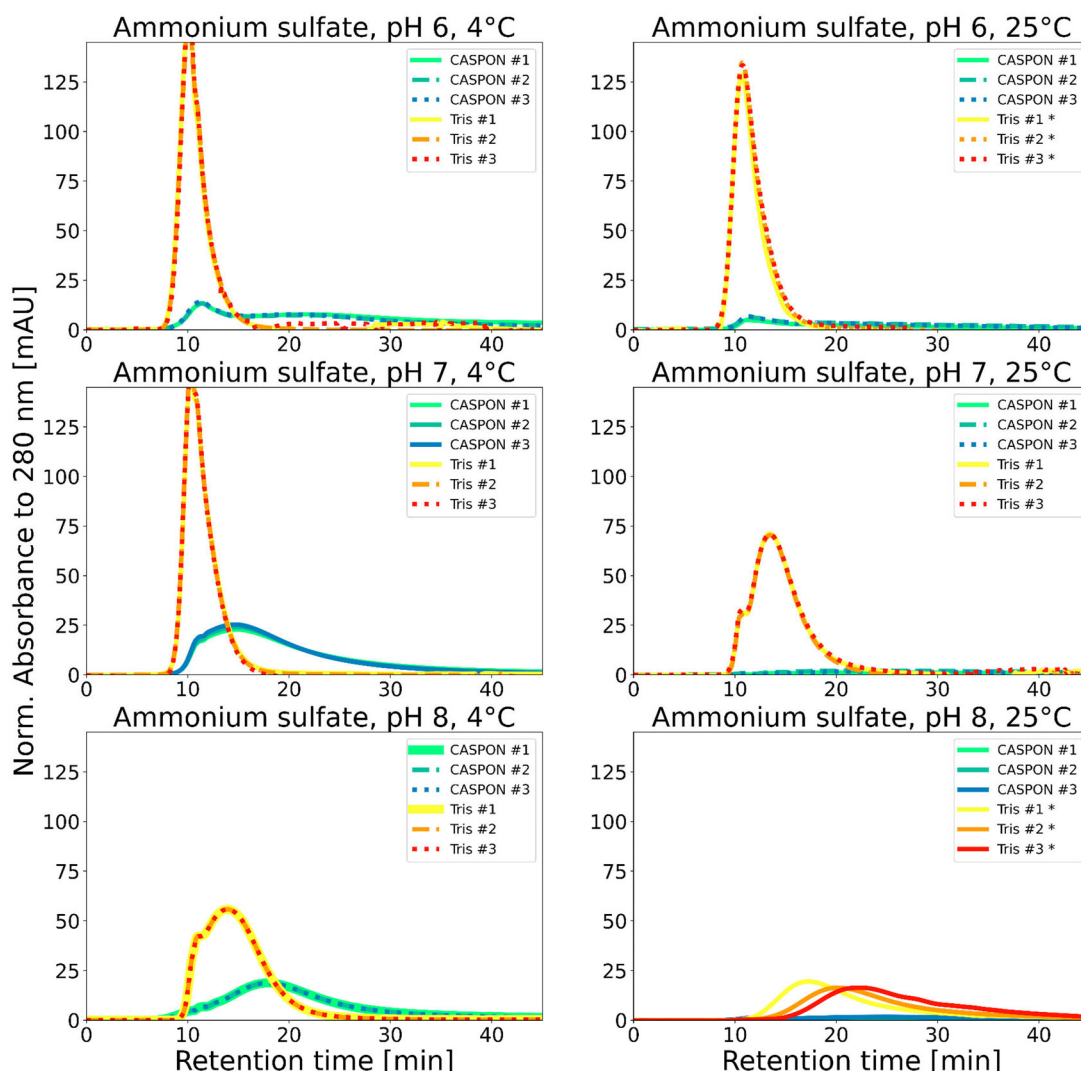 Norm. Absorbance to 280 nm [mAU]
Ammonium sulfate, pH 6, 4°C
125
100
75
50
25
0
0 10 20 30 40
CASPON #1
CASPON #2
CASPON #3
Tris #1
Tris #2
Tris #3
Ammonium sulfate, pH 6, 25°C
125
100
75
50
25
0
0 10 20 30 40
CASPON #1
CASPON #2
CASPON #3
Tris #1 *
Tris #2 *
Tris #3 *
Ammonium sulfate, pH 7, 4°C
125
100
75
50
25
0
0 10 20 30 40
CASPON #1
CASPON #2
CASPON #3
Tris #1
Tris #2
Tris #3
Ammonium sulfate, pH 7, 25°C
125
100
75
50
25
0
0 10 20 30 40
CASPON #1
CASPON #2
CASPON #3
Tris #1
Tris #2
Tris #3
Ammonium sulfate, pH 8, 4°C
125
100
75
50
25
0
0 10 20 30 40
CASPON #1
CASPON #2
CASPON #3
Tris #1
Tris #2
Tris #3
Retention time [min]
Ammonium sulfate, pH 8, 25°C
125
100
75
50
25
0
0 10 20 30 40
CASPON #1
CASPON #2
CASPON #3
Tris #1 *
Tris #2 *
Tris #3 *
Retention time [min]